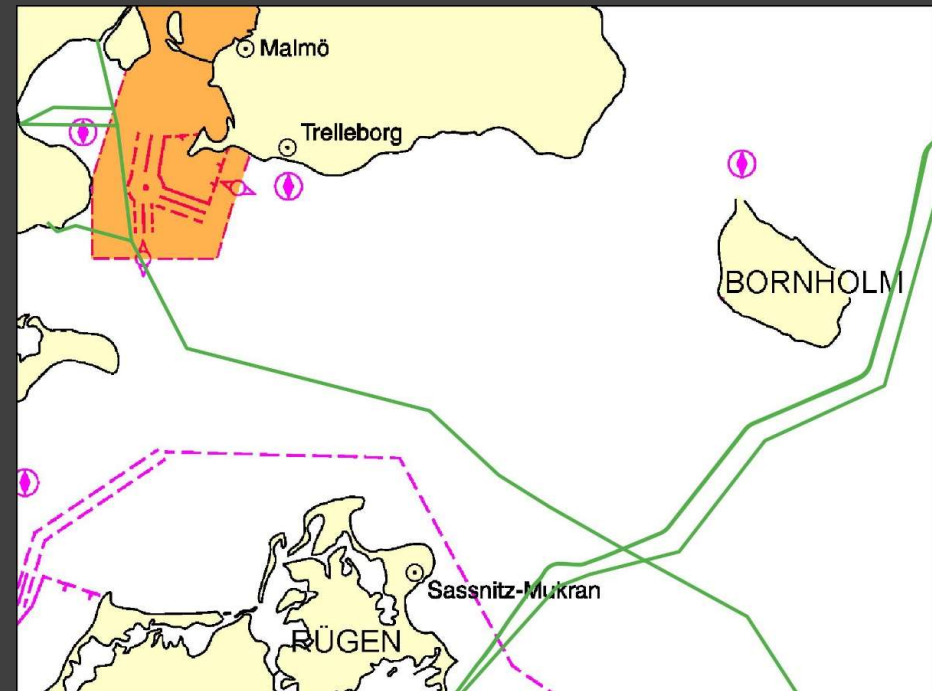 Malmö
Trelleborg
BORNHOLM
Sassnitz-Mukran
RÜGEN